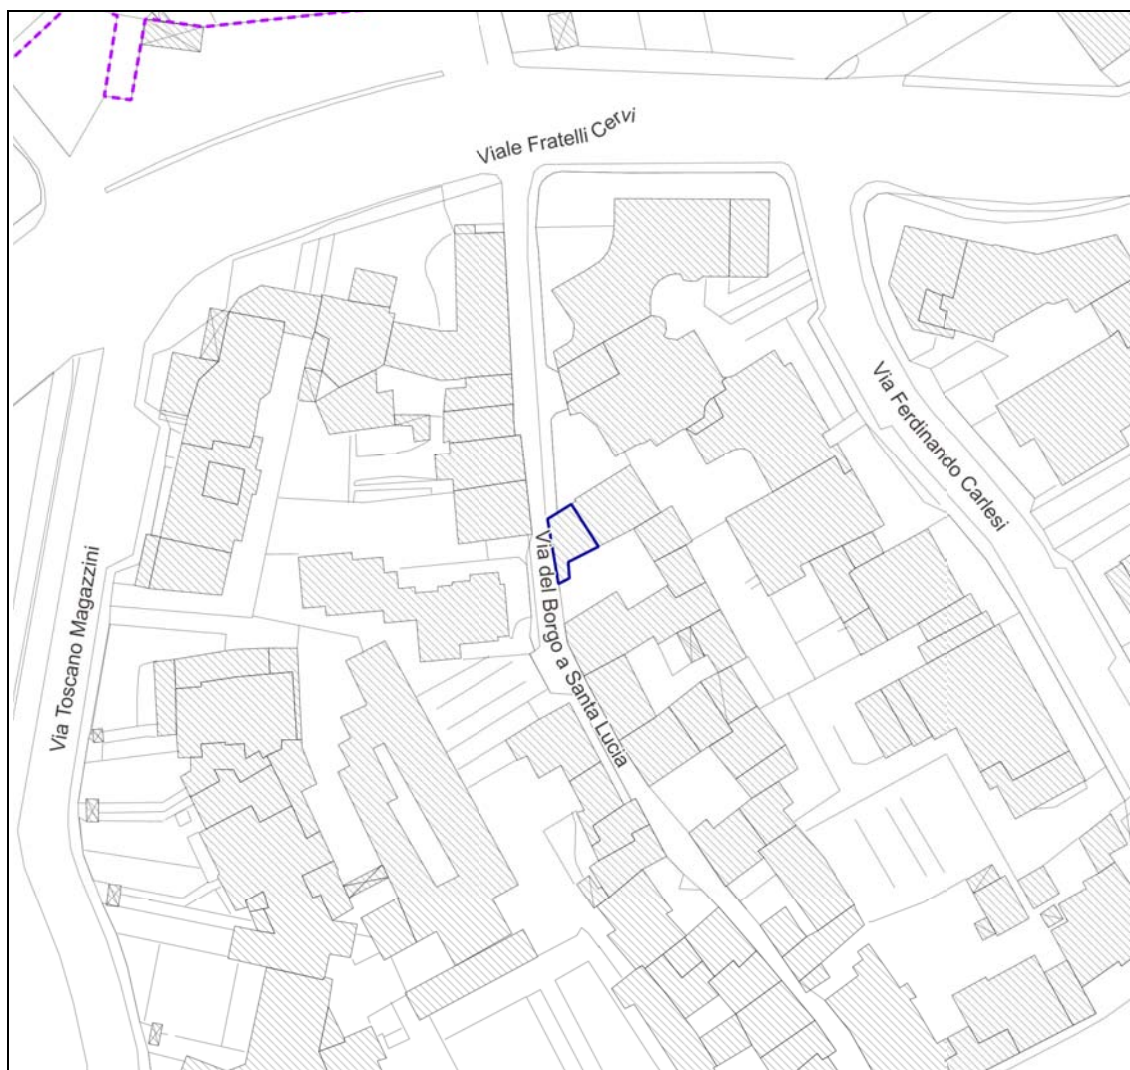 Viale Fratelli Cervi
Via Ferdinando Carlesi
Via del Borgo a Santa Lucia
Via Toscano Magazzini